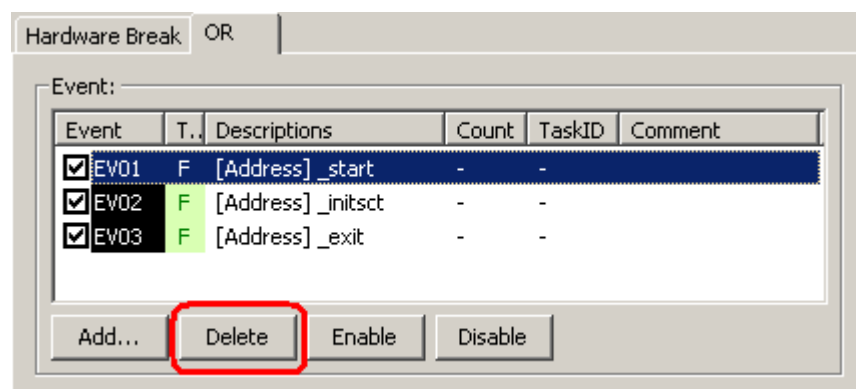 Hardware Break OR
Event:
Event T.. Descriptions Count TaskID Comment
EV01 F [Address] _start - -
EV02 F [Address] _initsct - -
EV03 F [Address] _exit - -
Add... Delete Enable Disable